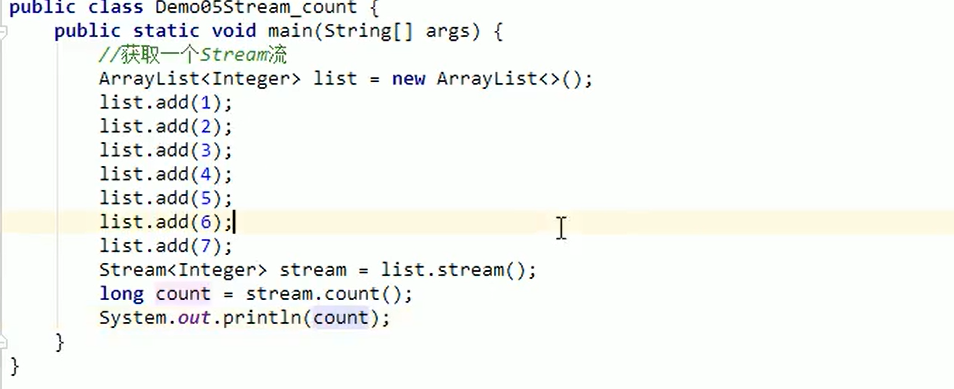 public class Demo05Stream_count {
public static void main(String[] args) {
//获取一个Stream流
ArrayList<Integer> list = new ArrayList<>();
list.add(1);
list.add(2);
list.add(3);
list.add(4);
list.add(5);
list.add(6);
list.add(7);
Stream<Integer> stream = list.stream();
long count = stream.count();
System.out.println(count);
}
}